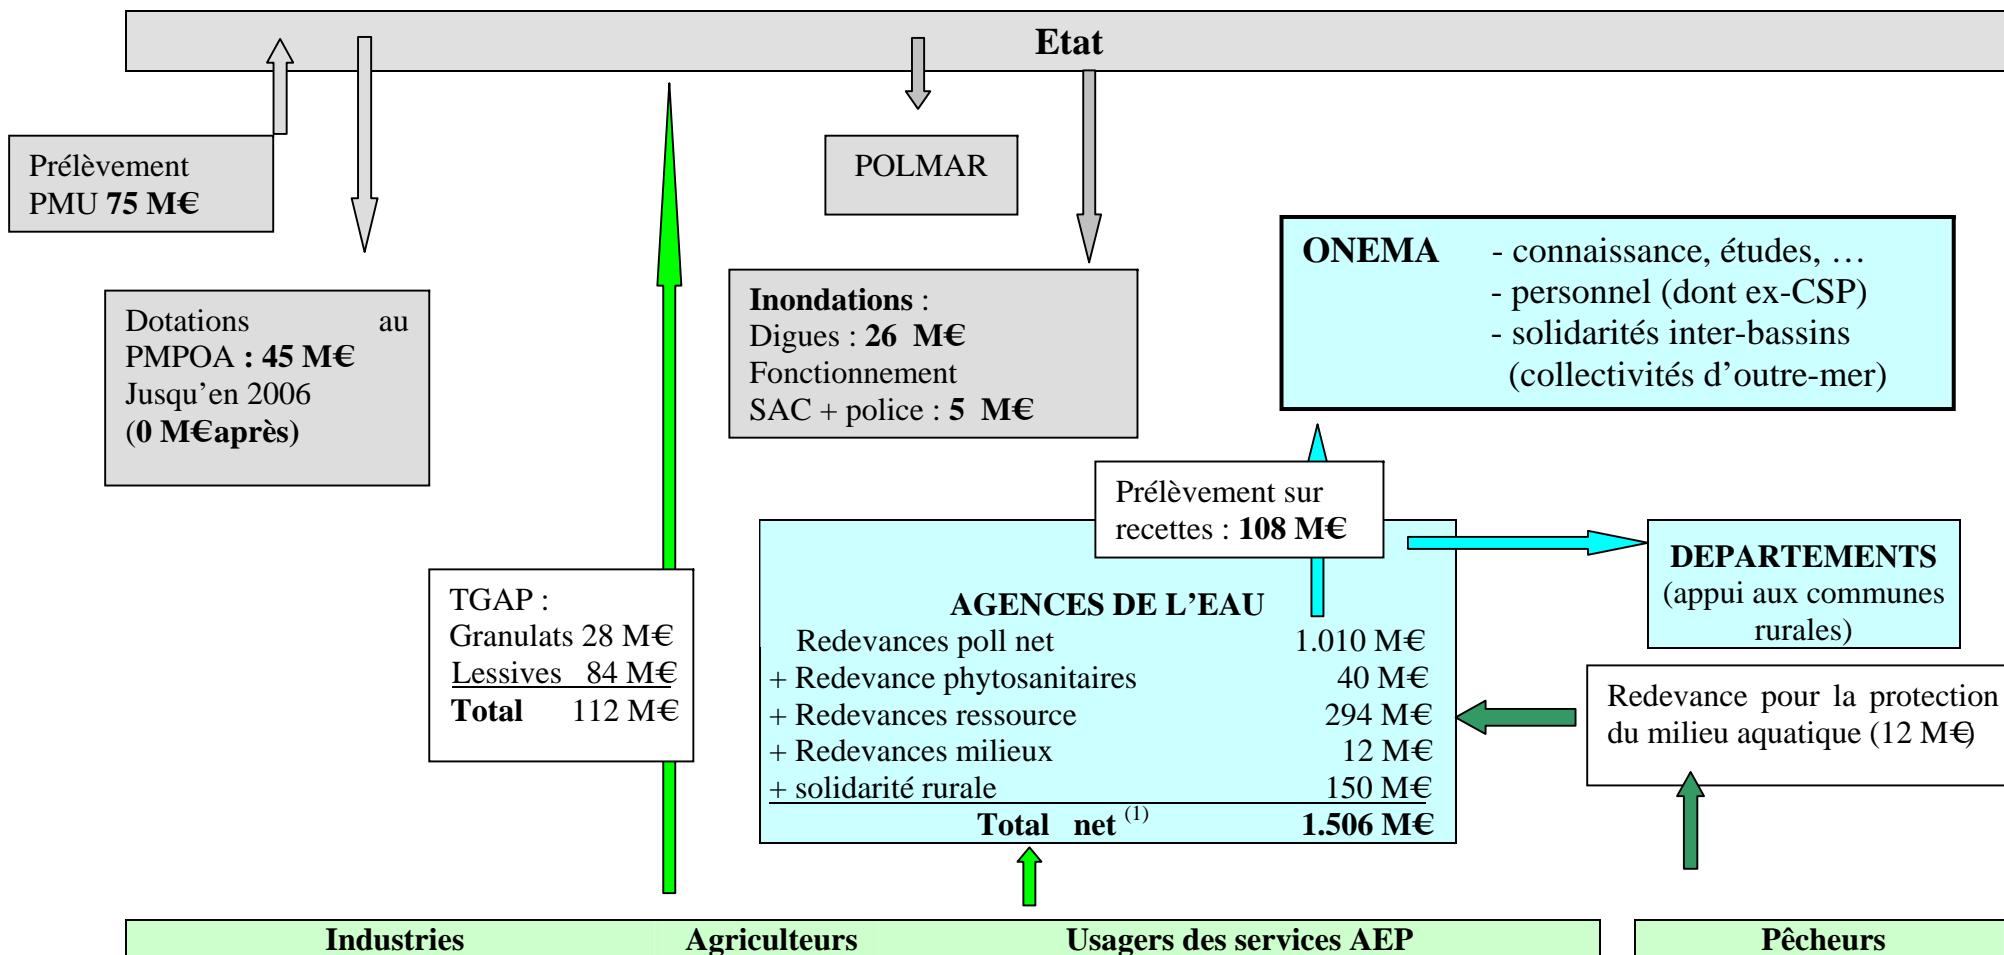 Etat
Prélèvement
PMU 75 M€
POLMAR
Dotations au
PMPOA : 45 M€
Jusqu’en 2006
(0 M€après)
Inondations :
Digues : 26 M€
Fonctionnement
SAC + police : 5 M€
ONEMA - connaissance, études, …
- personnel (dont ex-CSP)
- solidarités inter-bassins
(collectivités d’outre-mer)
Prélèvement sur
recettes : 108 M€
TGAP :
Granulats 28 M€
Lessives 84 M€
Total 112 M€
AGENCES DE L’EAU
Redevances poll net 1.010 M€
+ Redevance phytosanitaires 40 M€
+ Redevances ressource 294 M€
+ Redevances milieux 12 M€
+ solidarité rurale 150 M€
Total net (1) 1.506 M€
DEPARTEMENTS
(appui aux communes
rurales)
Redevance pour la protection
du milieu aquatique (12 M€)
Industries Agriculteurs Usagers des services AEP Pêcheurs